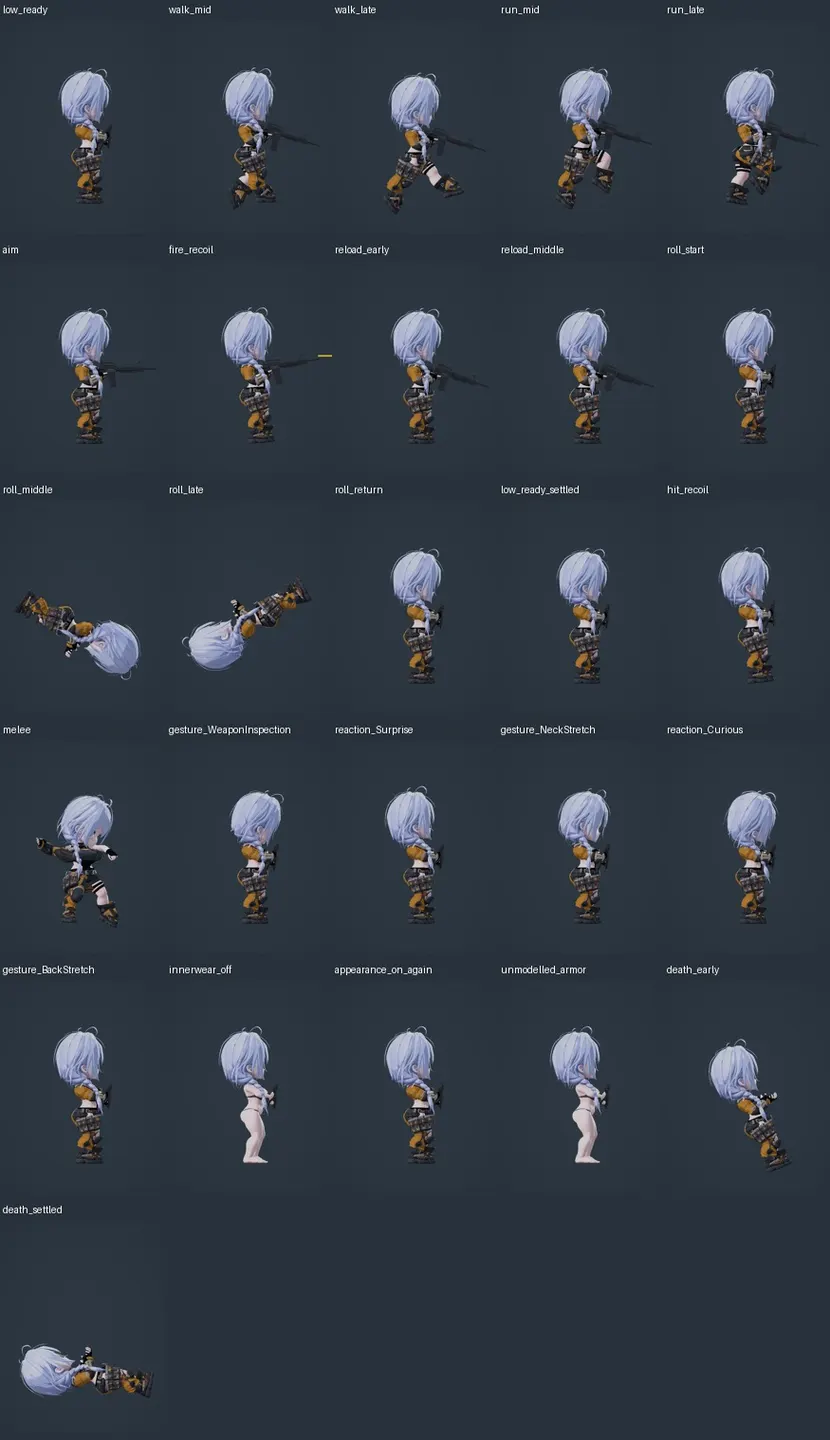 low_ready
walk_mid
walk_late
run_mid
run_late
aim
fire_recoil
reload_early
reload_middle
roll_start
roll_middle
roll_late
roll_return
low_ready_settled
hit_recoil
melee
gesture_WeaponInspection
reaction_Surprise
gesture_NeckStretch
reaction_Curious
gesture_BackStretch
innerwear_off
appearance_on_again
unmodelled_armor
death_early
death_settled